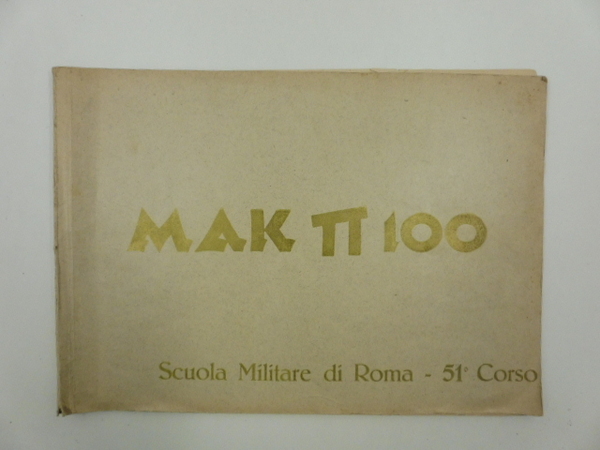 MAK π 100
Scuola Militare di Roma - 51° Corso